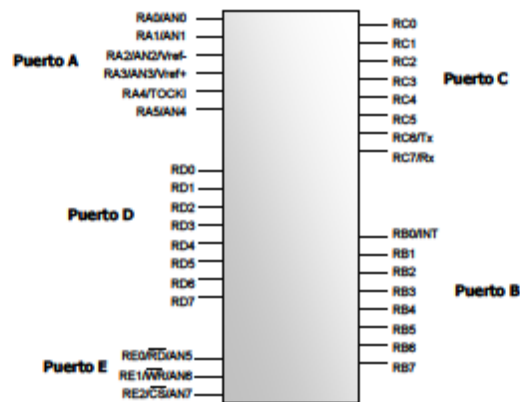 Puerto A
RA0/AN0
RA1/AN1
RA2/AN2/Vref-
RA3/AN3/Vref+
RA4/TOCKI
RA5/AN4
Puerto D
RD0
RD1
RD2
RD3
RD4
RD5
RD6
RD7
Puerto E
RE0/RD/AN5
RE1/WR/AN6
RE2/CS/AN7
RC0
RC1
RC2
RC3
RC4
RC5
RC6/Tx
RC7/Rx
Puerto C
RB0/INT
RB1
RB2
RB3
RB4
RB5
RB6
RB7
Puerto B